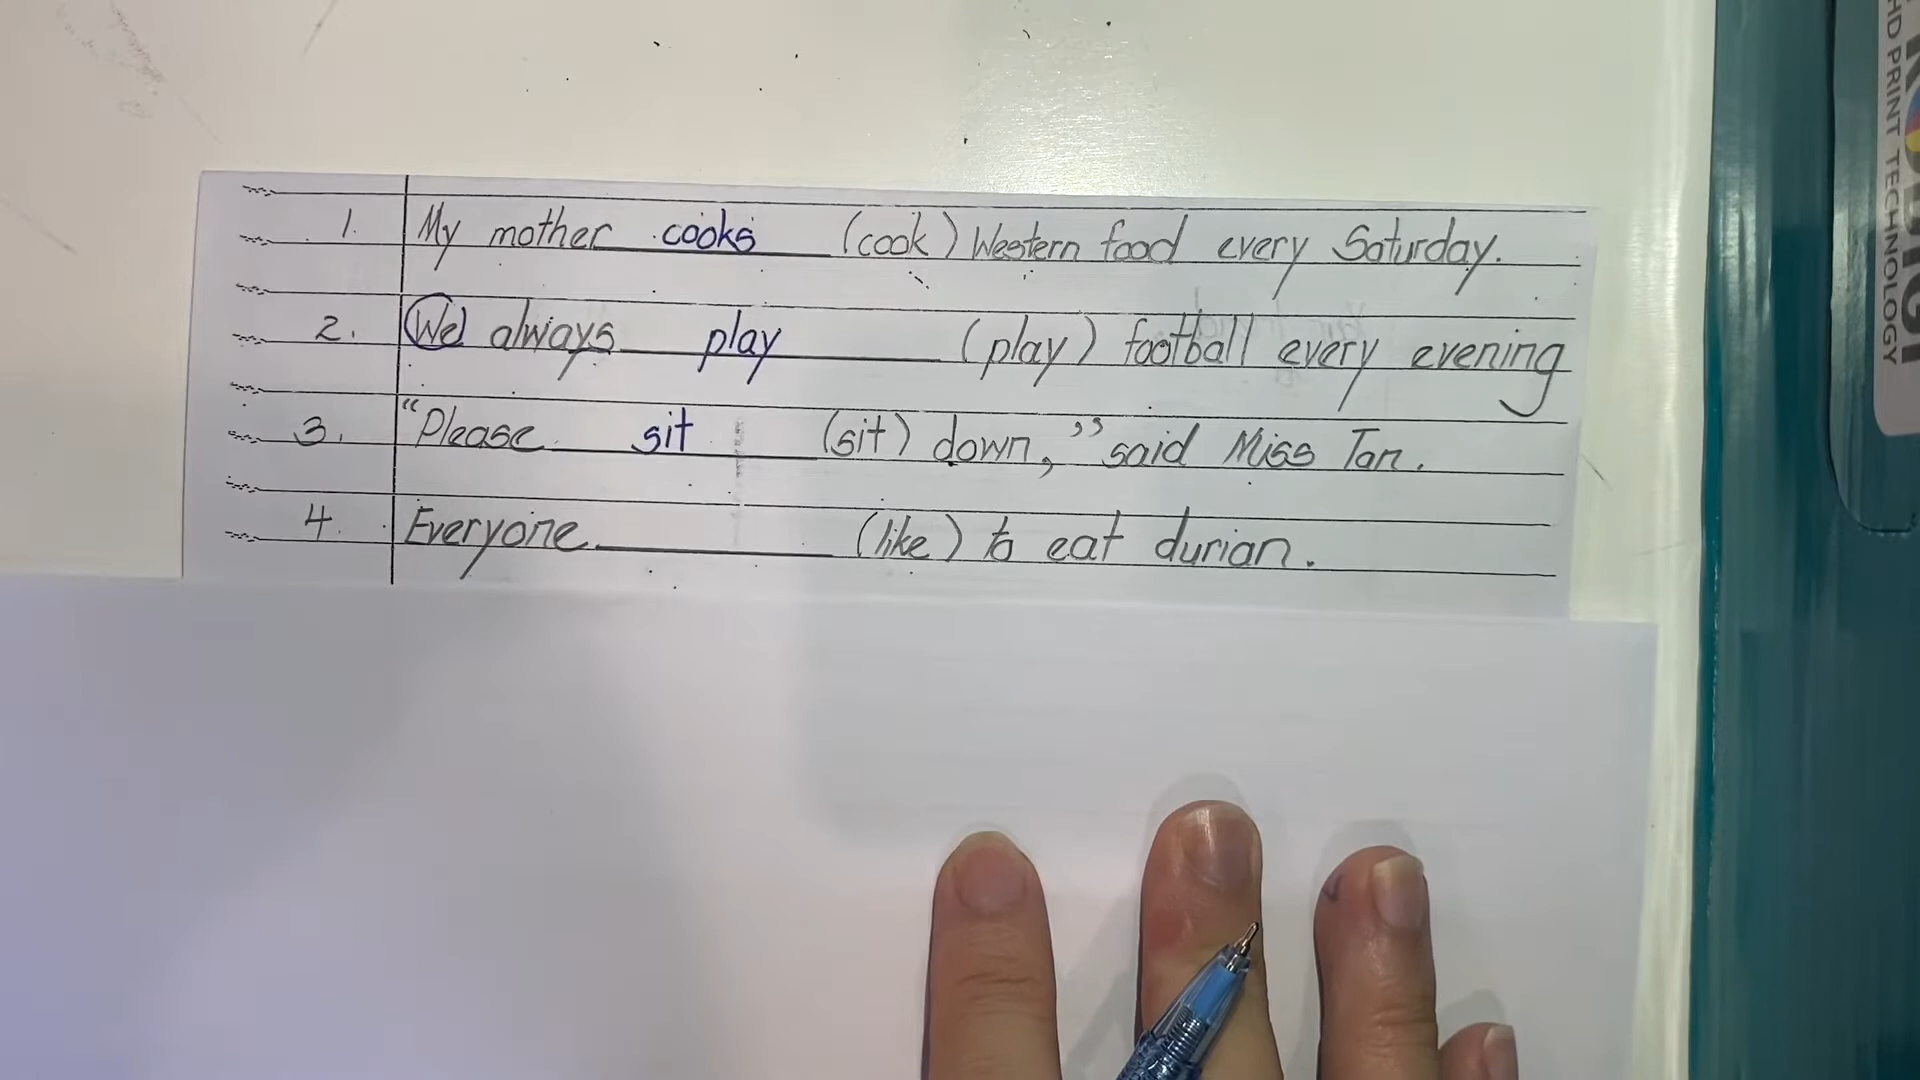 1. My mother cooks (cook) Western food every Saturday.
2. We always play (play) football every evening
3. "Please sit (sit) down," said Miss Tan.
4. Everyone (like) to eat durian.
HD PRINT TECHNOLOGY